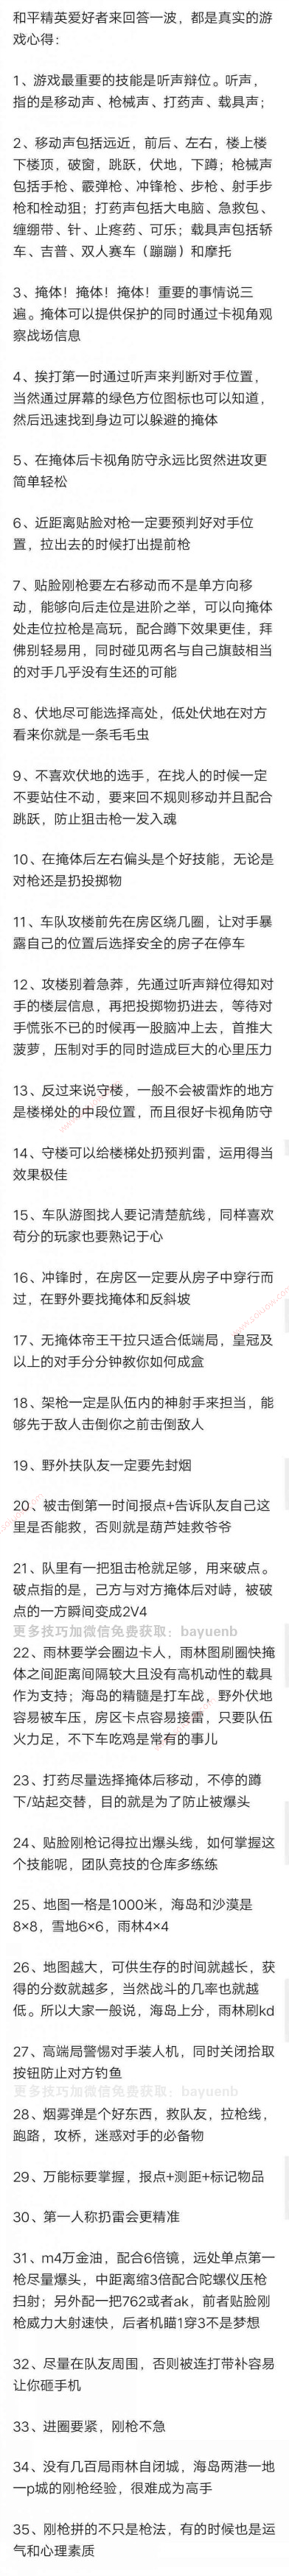 和平精英爱好者来回答一波，都是真实的游
戏心得：
1、游戏最重要的技能是听声辩位。听声，
指的是移动声、枪械声、打药声、载具声；
2、移动声包括远近，前后、左右，楼上楼
下楼顶，破窗，跳跃，伏地，下蹲；枪械声
包括手枪、霰弹枪、冲锋枪、步枪、射手步
枪和栓动狙；打药声包括大电脑、急救包、
缠绷带、针、止疼药、可乐；载具声包括轿
车、吉普、双人赛车（蹦蹦）和摩托
3、掩体！掩体！掩体！重要的事情说三
遍。掩体可以提供保护的同时通过卡视角观
察战场信息
4、挨打第一时通过听声来判断对手位置，
当然通过屏幕的绿色方位图标也可以知道，
然后迅速找到身边可以躲避的掩体
5、在掩体后卡视角防守永远比贸然进攻更
简单轻松
6、近距离贴脸对枪一定要预判好对手位
置，拉出去的时候打出提前枪
7、贴脸刚枪要左右移动而不是单方向移
动，能够向后走位是进阶之举，可以向掩体
处走位拉枪是高玩，配合蹲下效果更佳，拜
佛别轻易用，同时碰见两名与自己旗鼓相当
的对手几乎没有生还的可能
8、伏地尽可能选择高处，低处伏地在对方
看来你就是一条毛毛虫
9、不喜欢伏地的选手，在找人的时候一定
不要站住不动，要来回不规则移动并且配合
跳跃，防止狙击枪一发入魂
10、在掩体后左右偏头是个好技能，无论是
对枪还是扔投掷物
11、车队攻楼前先在房区绕几圈，让对手暴
露自己的位置后选择安全的房子在停车
12、攻楼别着急莽，先通过听声辩位得知对
手的楼层信息，再把投掷物扔进去，等待对
手慌张不已的时候再一股脑冲上去，首推大
菠萝，压制对手的同时造成巨大的心里压力
13、反过来说守楼，一般不会被雷炸的地方
是楼梯处的中段位置，而且很好卡视角防守
14、守楼可以给楼梯处扔预判雷，运用得当
效果极佳
15、车队游图找人要记清楚航线，同样喜欢
苟分的玩家也要熟记于心
16、冲锋时，在房区一定要从房子中穿行而
过，在野外要找掩体和反斜坡
17、无掩体帝王干拉只适合低端局，皇冠及
以上的对手分分钟教你如何成盒
18、架枪一定是队伍内的神射手来担当，能
够先于敌人击倒你之前击倒敌人
19、野外扶队友一定要先封烟
20、被击倒第一时间报点+告诉队友自己这
里是否能救，否则就是葫芦娃救爷爷
21、队里有一把狙击枪就足够，用来破点。
破点指的是，己方与对方掩体后对峙，被破
点的一方瞬间变成2V4
更多技巧加微信免费获取：bayuenb
22、雨林要学会圈边卡人，雨林图刷圈快掩
体之间距离间隔较大且没有高机动性的载具
作为支持；海岛的精髓是打车战，野外伏地
容易被车压，房区卡点容易接雷，只要队伍
火力足，不下车吃鸡是常有的事儿
23、打药尽量选择掩体后移动，不停的蹲
下/站起交替，目的就是为了防止被爆头
24、贴脸刚枪记得拉出爆头线，如何掌握这
个技能呢，团队竞技的仓库多练练
25、地图一格是1000米，海岛和沙漠是
8×8，雪地6×6，雨林4×4
26、地图越大，可供生存的时间就越长，获
得的分数就越多，当然战斗的几率也就越
低。所以大家一般说，海岛上分，雨林刷kd
27、高端局警惕对手装人机，同时关闭拾取
按钮防止对方钓鱼
更多技巧加微信免费获取：bayuenb
28、烟雾弹是个好东西，救队友，拉枪线，
跑路，攻桥，迷惑对手的必备物
29、万能标要掌握，报点+测距+标记物品
30、第一人称扔雷会更精准
31、m4万金油，配合6倍镜，远处单点第一
枪尽量爆头，中距离缩3倍配合陀螺仪压枪
扫射；另外配一把762或者ak，前者贴脸刚
枪威力大射速快，后者机瞄1穿3不是梦想
32、尽量在队友周围，否则被连打带补容易
让你砸手机
33、进圈要紧，刚枪不急
34、没有几百局雨林自闭城，海岛两港一地
一p城的刚枪经验，很难成为高手
35、刚枪拼的不只是枪法，有的时候也是运
气和心理素质